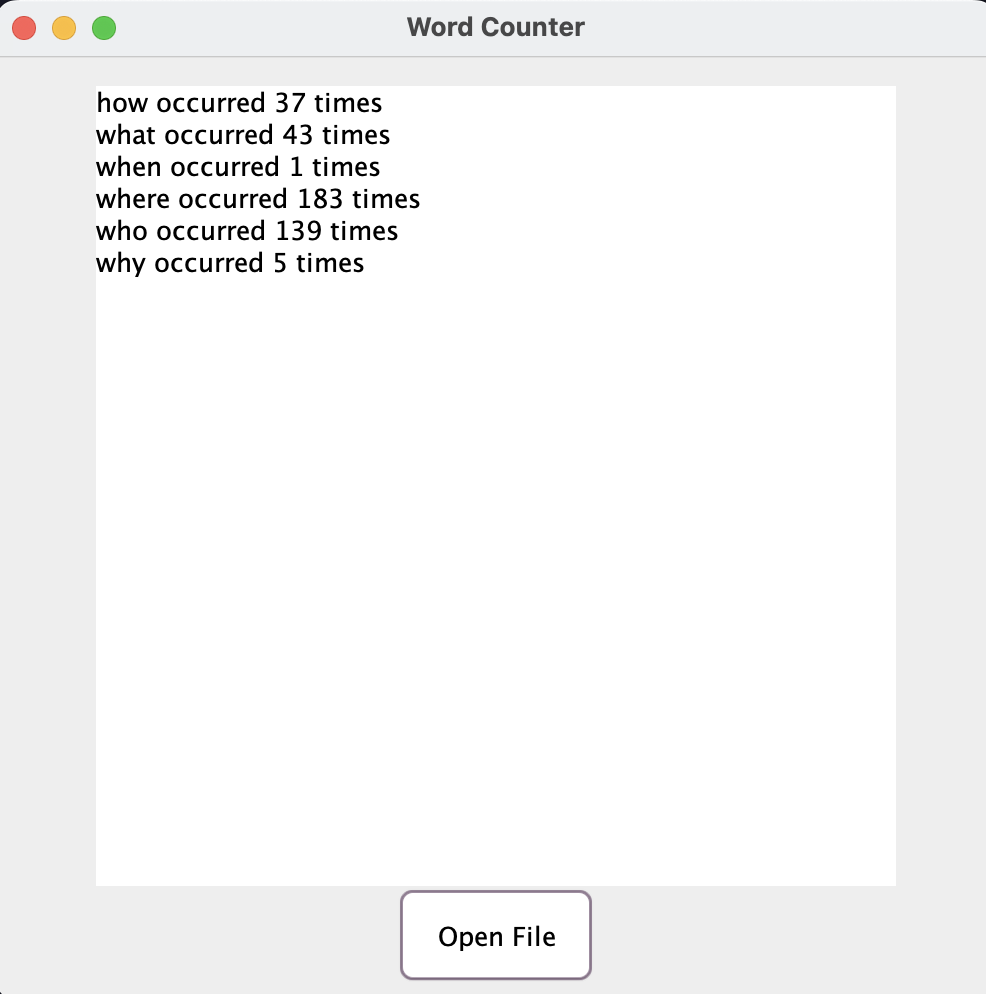 Word Counter
how occurred 37 times
what occurred 43 times
when occurred 1 times
where occurred 183 times
who occurred 139 times
why occurred 5 times
Open File